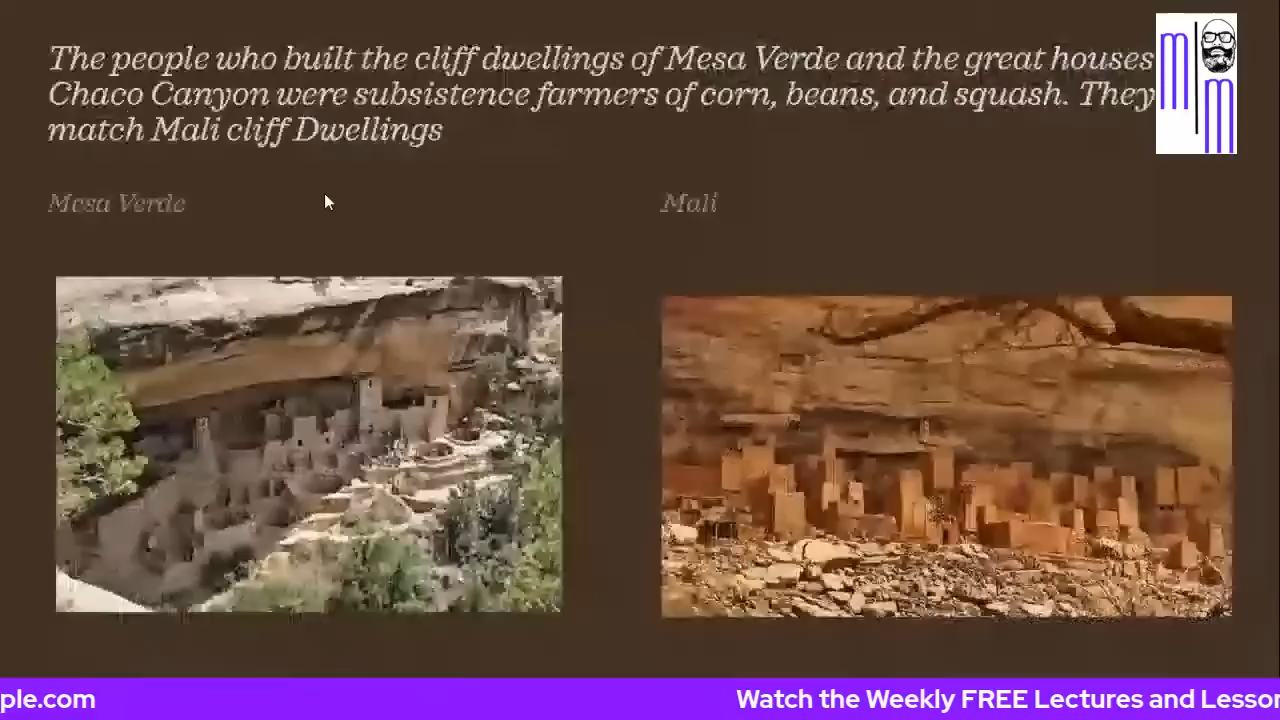 The people who built the cliff dwellings of Mesa Verde and the great houses
Chaco Canyon were subsistence farmers of corn, beans, and squash. They
match Mali cliff Dwellings
Mesa Verde
Mali
ple.com
Watch the Weekly FREE Lectures and Lesson